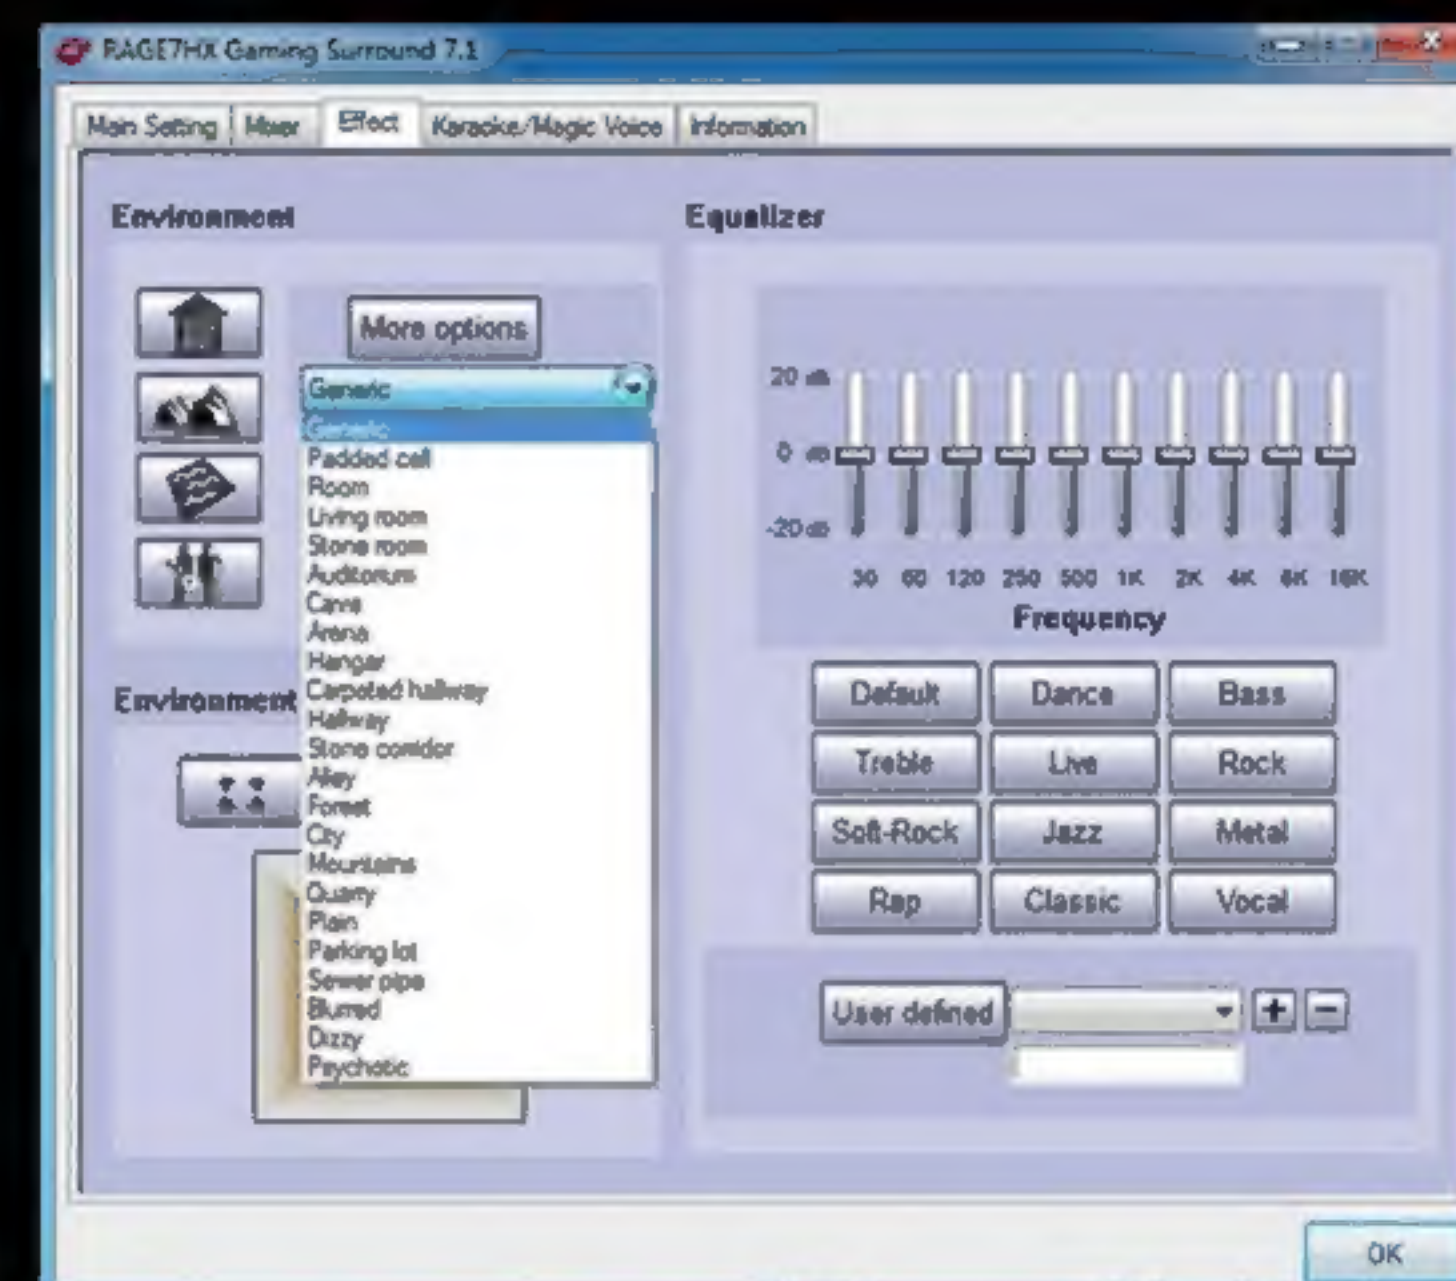 RAGE7HX Gaming Surround 7.1
Main Setting Mixer Effect Karaoke/Magic Voice Information
Environment
More options
Generic
Generic
Padded cell
Room
Living room
Stone room
Auditorium
Cave
Arena
Hangar
Carpeted hallway
Hallway
Stone corridor
Alley
Forest
City
Mountains
Quarry
Plain
Parking lot
Sewer pipe
Blurred
Dizzy
Psychotic
Environment
Equalizer
20 dB
0 dB
-20 dB
30 60 120 250 500 1K 2K 4K 8K 16K
Frequency
Default Dance Bass
Treble Live Rock
Soft-Rock Jazz Metal
Rap Classic Vocal
User defined
OK